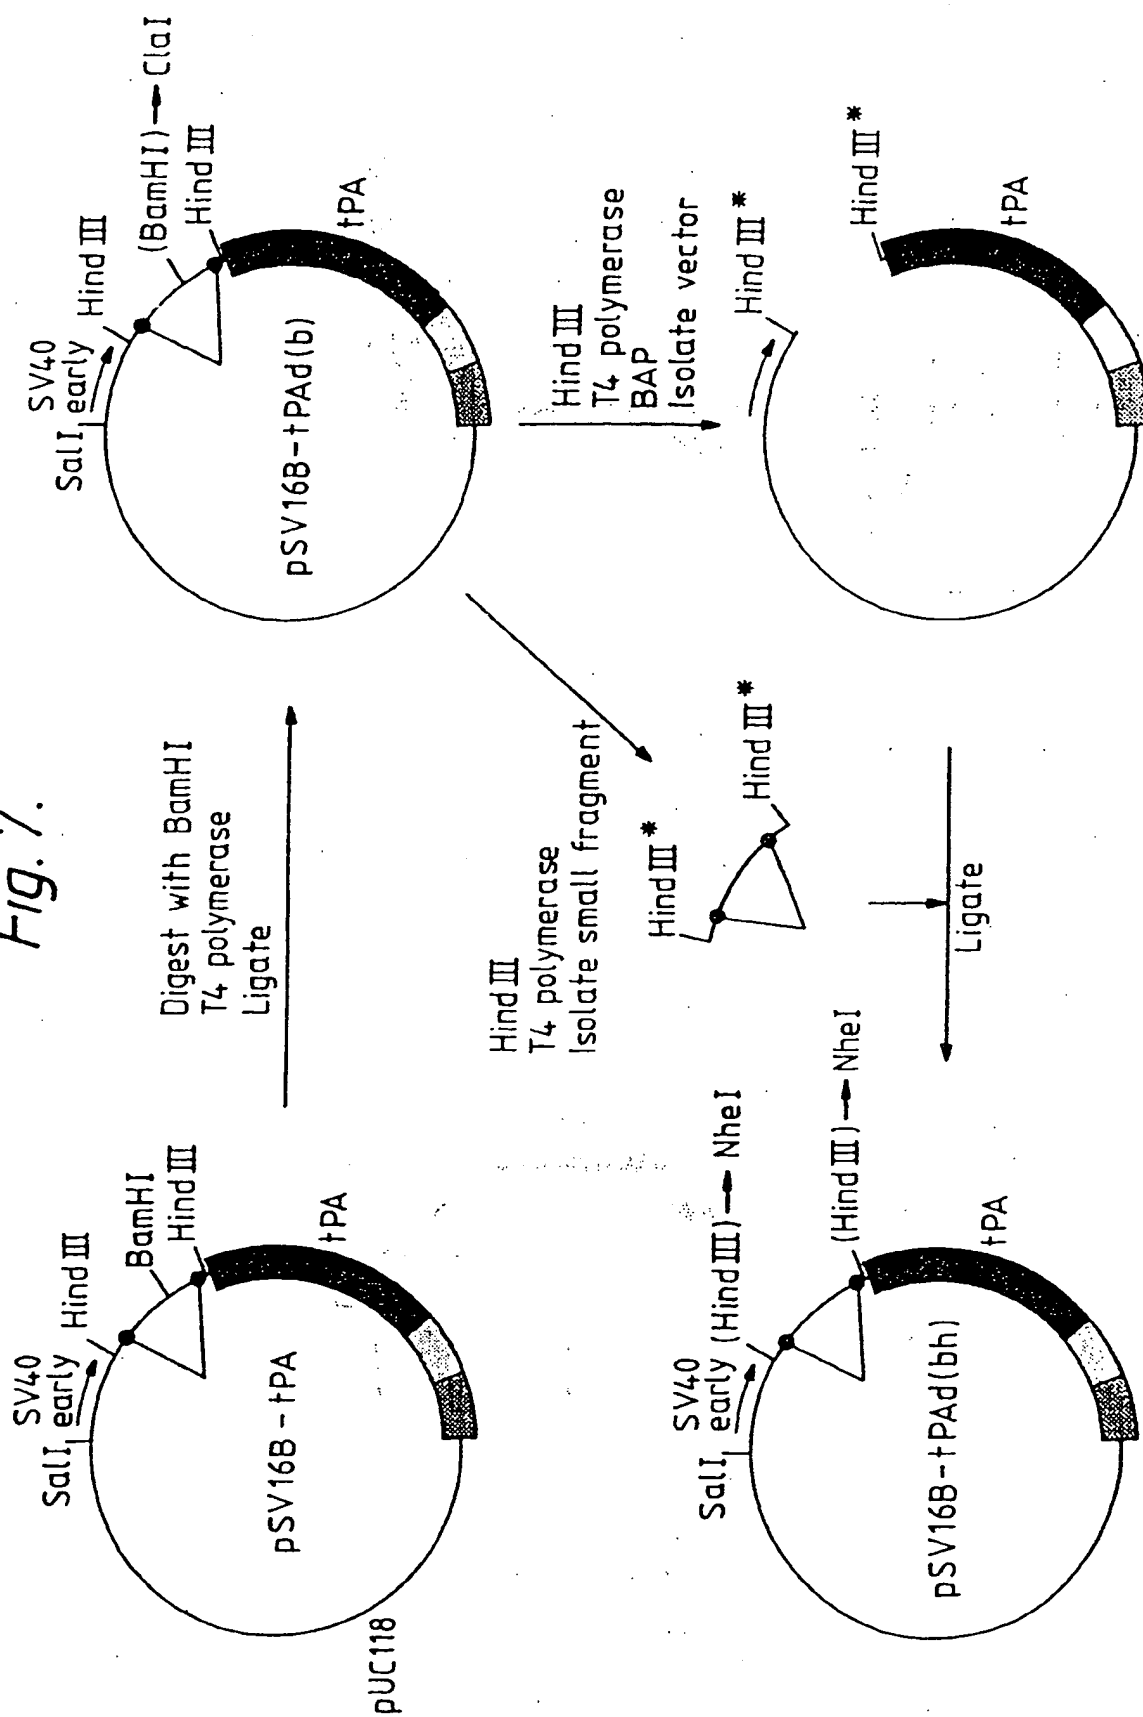 Fig. 7.
SV40
SalI early
Hind III
BamHI
Hind III
pSV16B-tPA
tPA
pUC118
Digest with BamHI
T4 polymerase
Ligate
SV40
SalI early
Hind III
(BamHI) → ClaI
Hind III
pSV16B-tPAd(b)
tPA
Hind III
T4 polymerase
Isolate small fragment
Hind III*
Hind III*
Hind III
T4 polymerase
BAP
Isolate vector
Hind III*
Hind III*
tPA
Ligate
SV40
SalI early (Hind III) → NheI
(Hind III) → NheI
pSV16B-tPAd(bh)
tPA